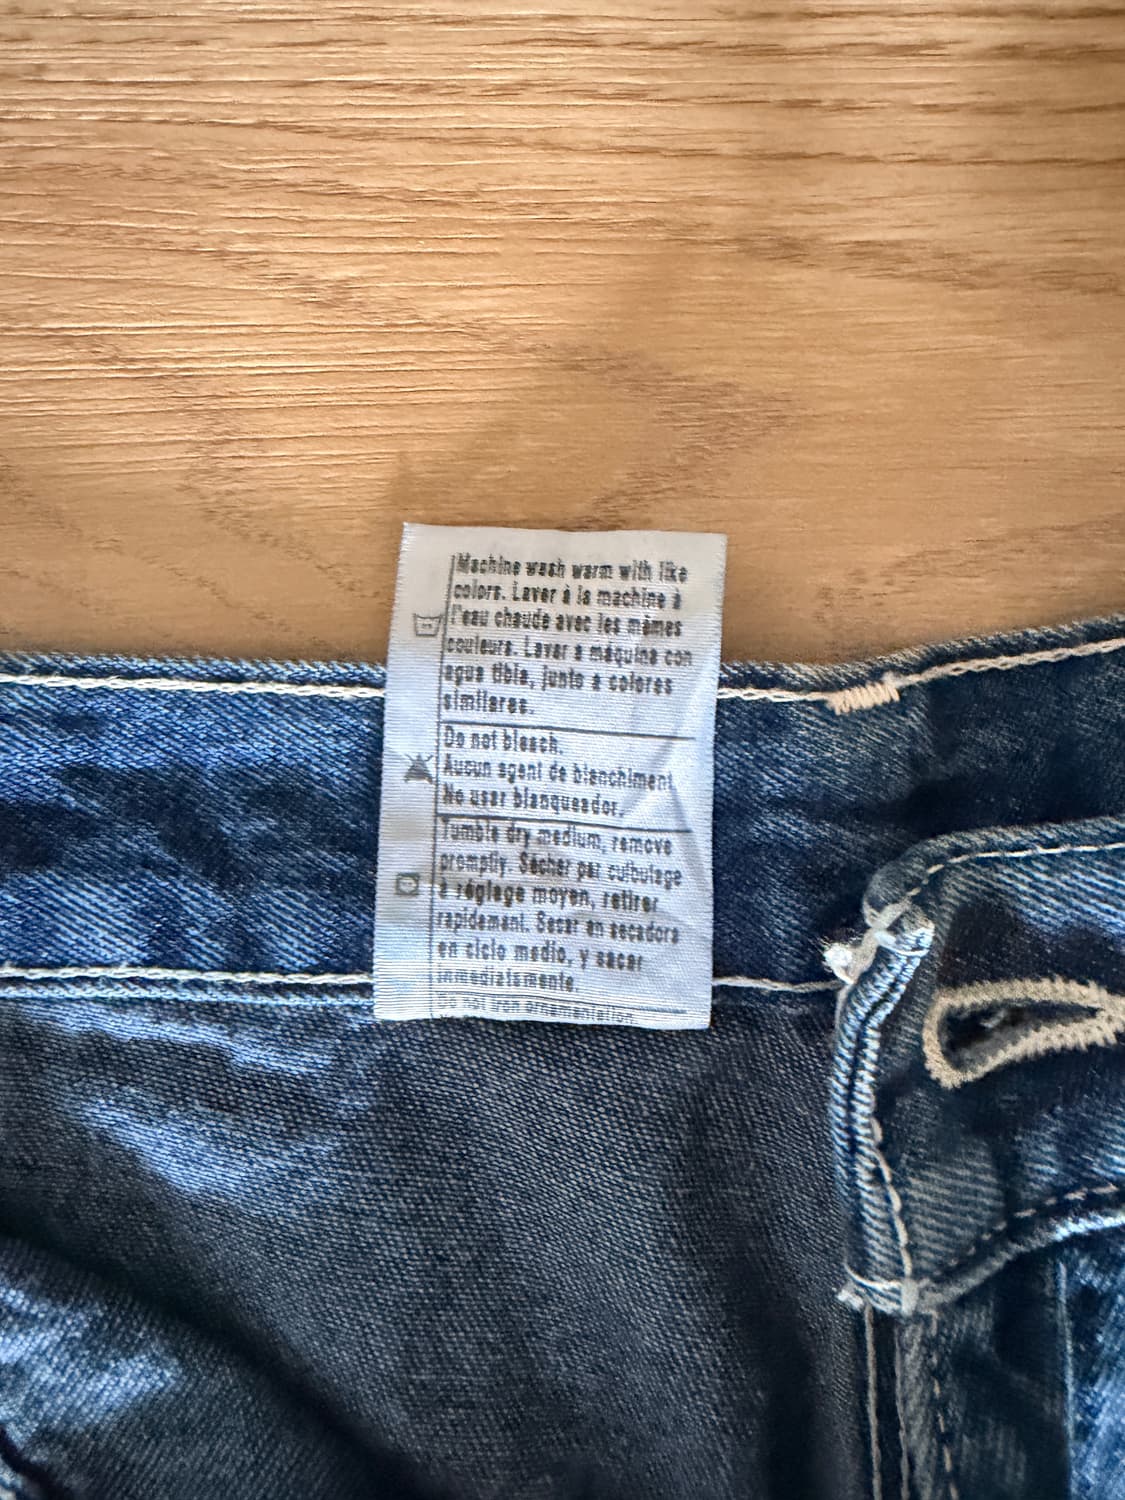 Machine wash warm with like
colors. Laver à la machine à
l'eau chaude avec les mêmes
couleurs. Lavar a máquina con
agua tibia, junto a colores
similares.
Do not bleach.
Aucun agent de blanchiment
No usar blanqueador.
Tumble dry medium, remove
promptly. Sécher par culbutage
à réglage moyen, retirer
rapidement. Secar en secadora
en ciclo medio, y sacar
inmediatamente.
Do not iron ornamentation.